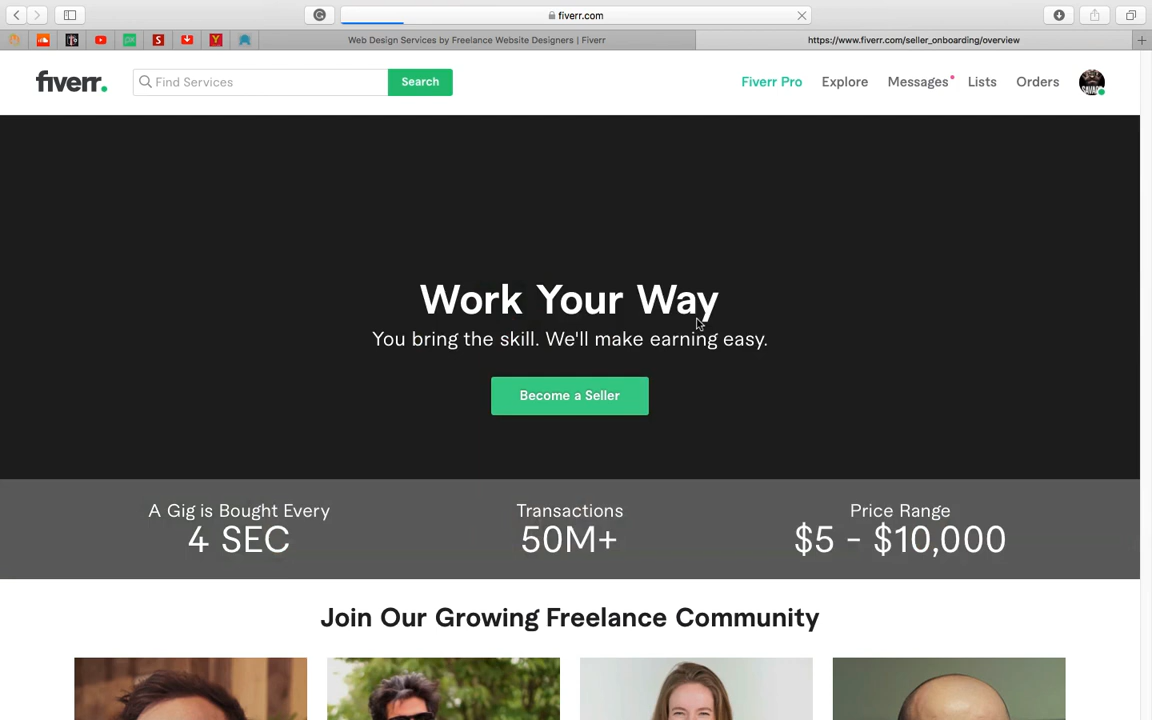 fiverr.com
Web Design Services by Freelance Website Designers | Fiverr
https://www.fiverr.com/seller_onboarding/overview
fiverr.
Find Services
Search
Fiverr Pro
Explore
Messages
Lists
Orders
Work Your Way
You bring the skill. We'll make earning easy.
Become a Seller
A Gig is Bought Every
4 SEC
Transactions
50M+
Price Range
$5 - $10,000
Join Our Growing Freelance Community